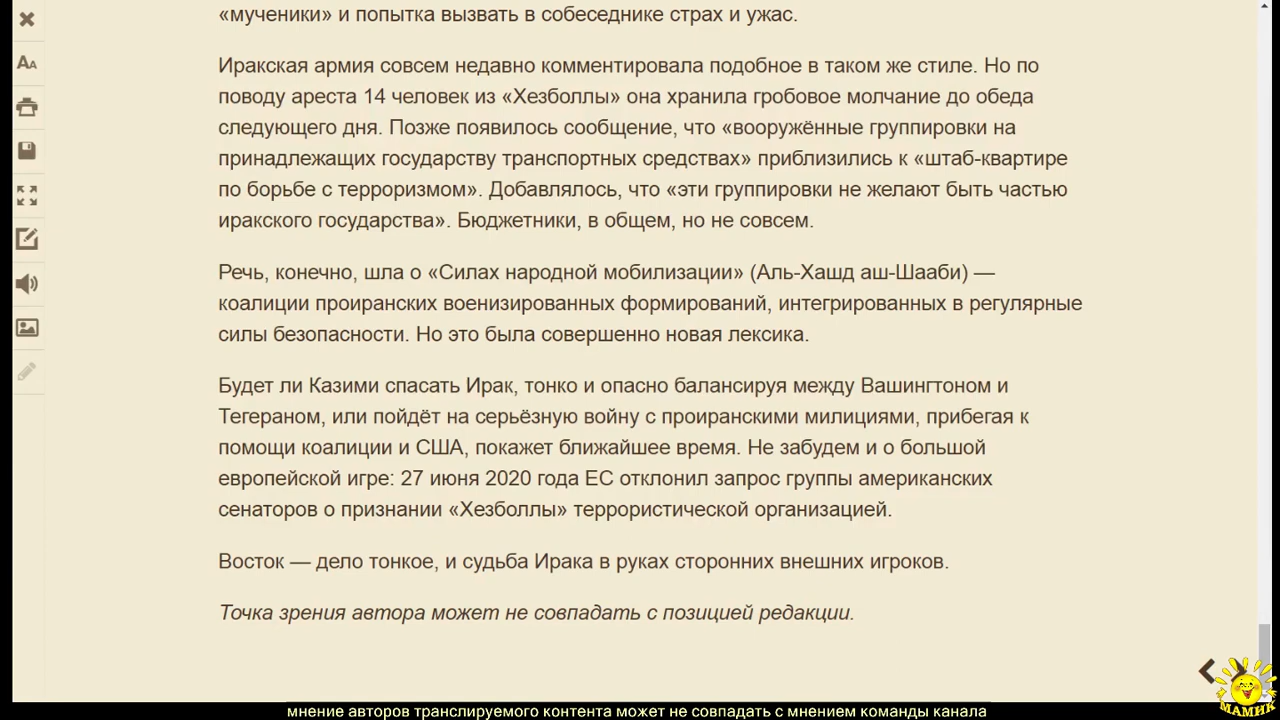 «мученики» и попытка вызвать в собеседнике страх и ужас.
Иракская армия совсем недавно комментировала подобное в таком же стиле. Но по
поводу ареста 14 человек из «Хезболлы» она хранила гробовое молчание до обеда
следующего дня. Позже появилось сообщение, что «вооружённые группировки на
принадлежащих государству транспортных средствах» приблизились к «штаб-квартире
по борьбе с терроризмом». Добавлялось, что «эти группировки не желают быть частью
иракского государства». Бюджетники, в общем, но не совсем.
Речь, конечно, шла о «Силах народной мобилизации» (Аль-Хашд аш-Шааби) —
коалиции проиранских военизированных формирований, интегрированных в регулярные
силы безопасности. Но это была совершенно новая лексика.
Будет ли Казими спасать Ирак, тонко и опасно балансируя между Вашингтоном и
Тегераном, или пойдёт на серьёзную войну с проиранскими милициями, прибегая к
помощи коалиции и США, покажет ближайшее время. Не забудем и о большой
европейской игре: 27 июня 2020 года ЕС отклонил запрос группы американских
сенаторов о признании «Хезболлы» террористической организацией.
Восток — дело тонкое, и судьба Ирака в руках сторонних внешних игроков.
Точка зрения автора может не совпадать с позицией редакции.
МАМИК
мнение авторов транслируемого контента может не совпадать с мнением команды канала